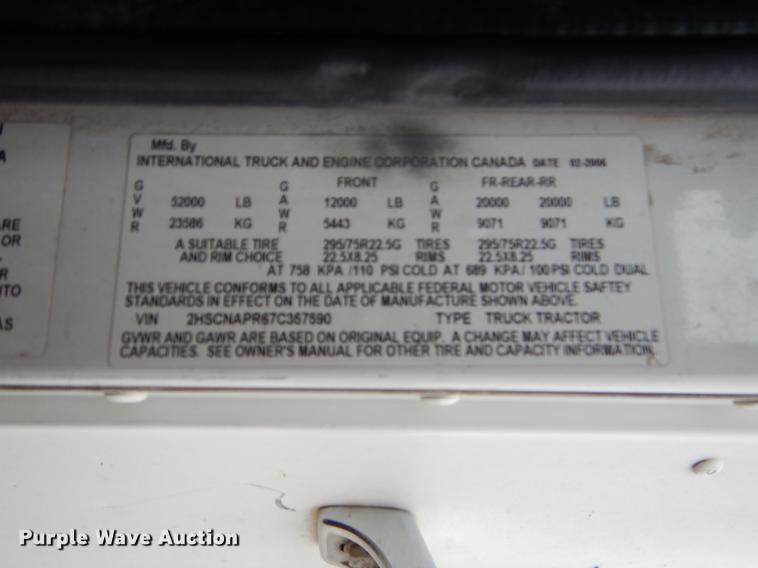 N
A
ARE
OR
R
NTO
AS
Mfd. By
INTERNATIONAL TRUCK AND ENGINE CORPORATION CANADA DATE 02-2006
G G FRONT G FR-REAR-RR
V 52000 LB A 12000 LB A 20000 20000 LB
W W W
R 23586 KG R 5443 KG R 9071 9071 KG
A SUITABLE TIRE 295/75R22.5G TIRES 295/75R22.5G TIRES
AND RIM CHOICE 22.5X8.25 RIMS 22.5X8.25 RIMS
AT 758 KPA /110 PSI COLD AT 689 KPA/ 100 PSI COLD DUAL
THIS VEHICLE CONFORMS TO ALL APPLICABLE FEDERAL MOTOR VEHICLE SAFTEY
STANDARDS IN EFFECT ON THE DATE OF MANUFACTURE SHOWN ABOVE.
VIN 2HSCNAPR67C357590 TYPE TRUCK TRACTOR
GVWR AND GAWR ARE BASED ON ORIGINAL EQUIP. A CHANGE MAY AFFECT VEHICLE
CAPACITIES. SEE OWNER'S MANUAL FOR OTHER TIRE AND CAPACITY INFORMATION.
Purple Wave Auction